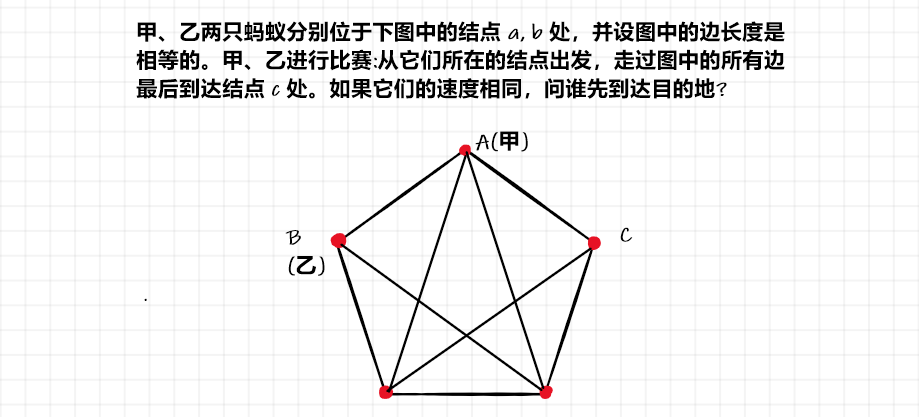 甲、乙两只蚂蚁分别位于下图中的结点 a, b 处，并设图中的边长度是
相等的。甲、乙进行比赛:从它们所在的结点出发，走过图中的所有边
最后到达结点 c 处。如果它们的速度相同，问谁先到达目的地?
A(甲)
B
C
(乙)